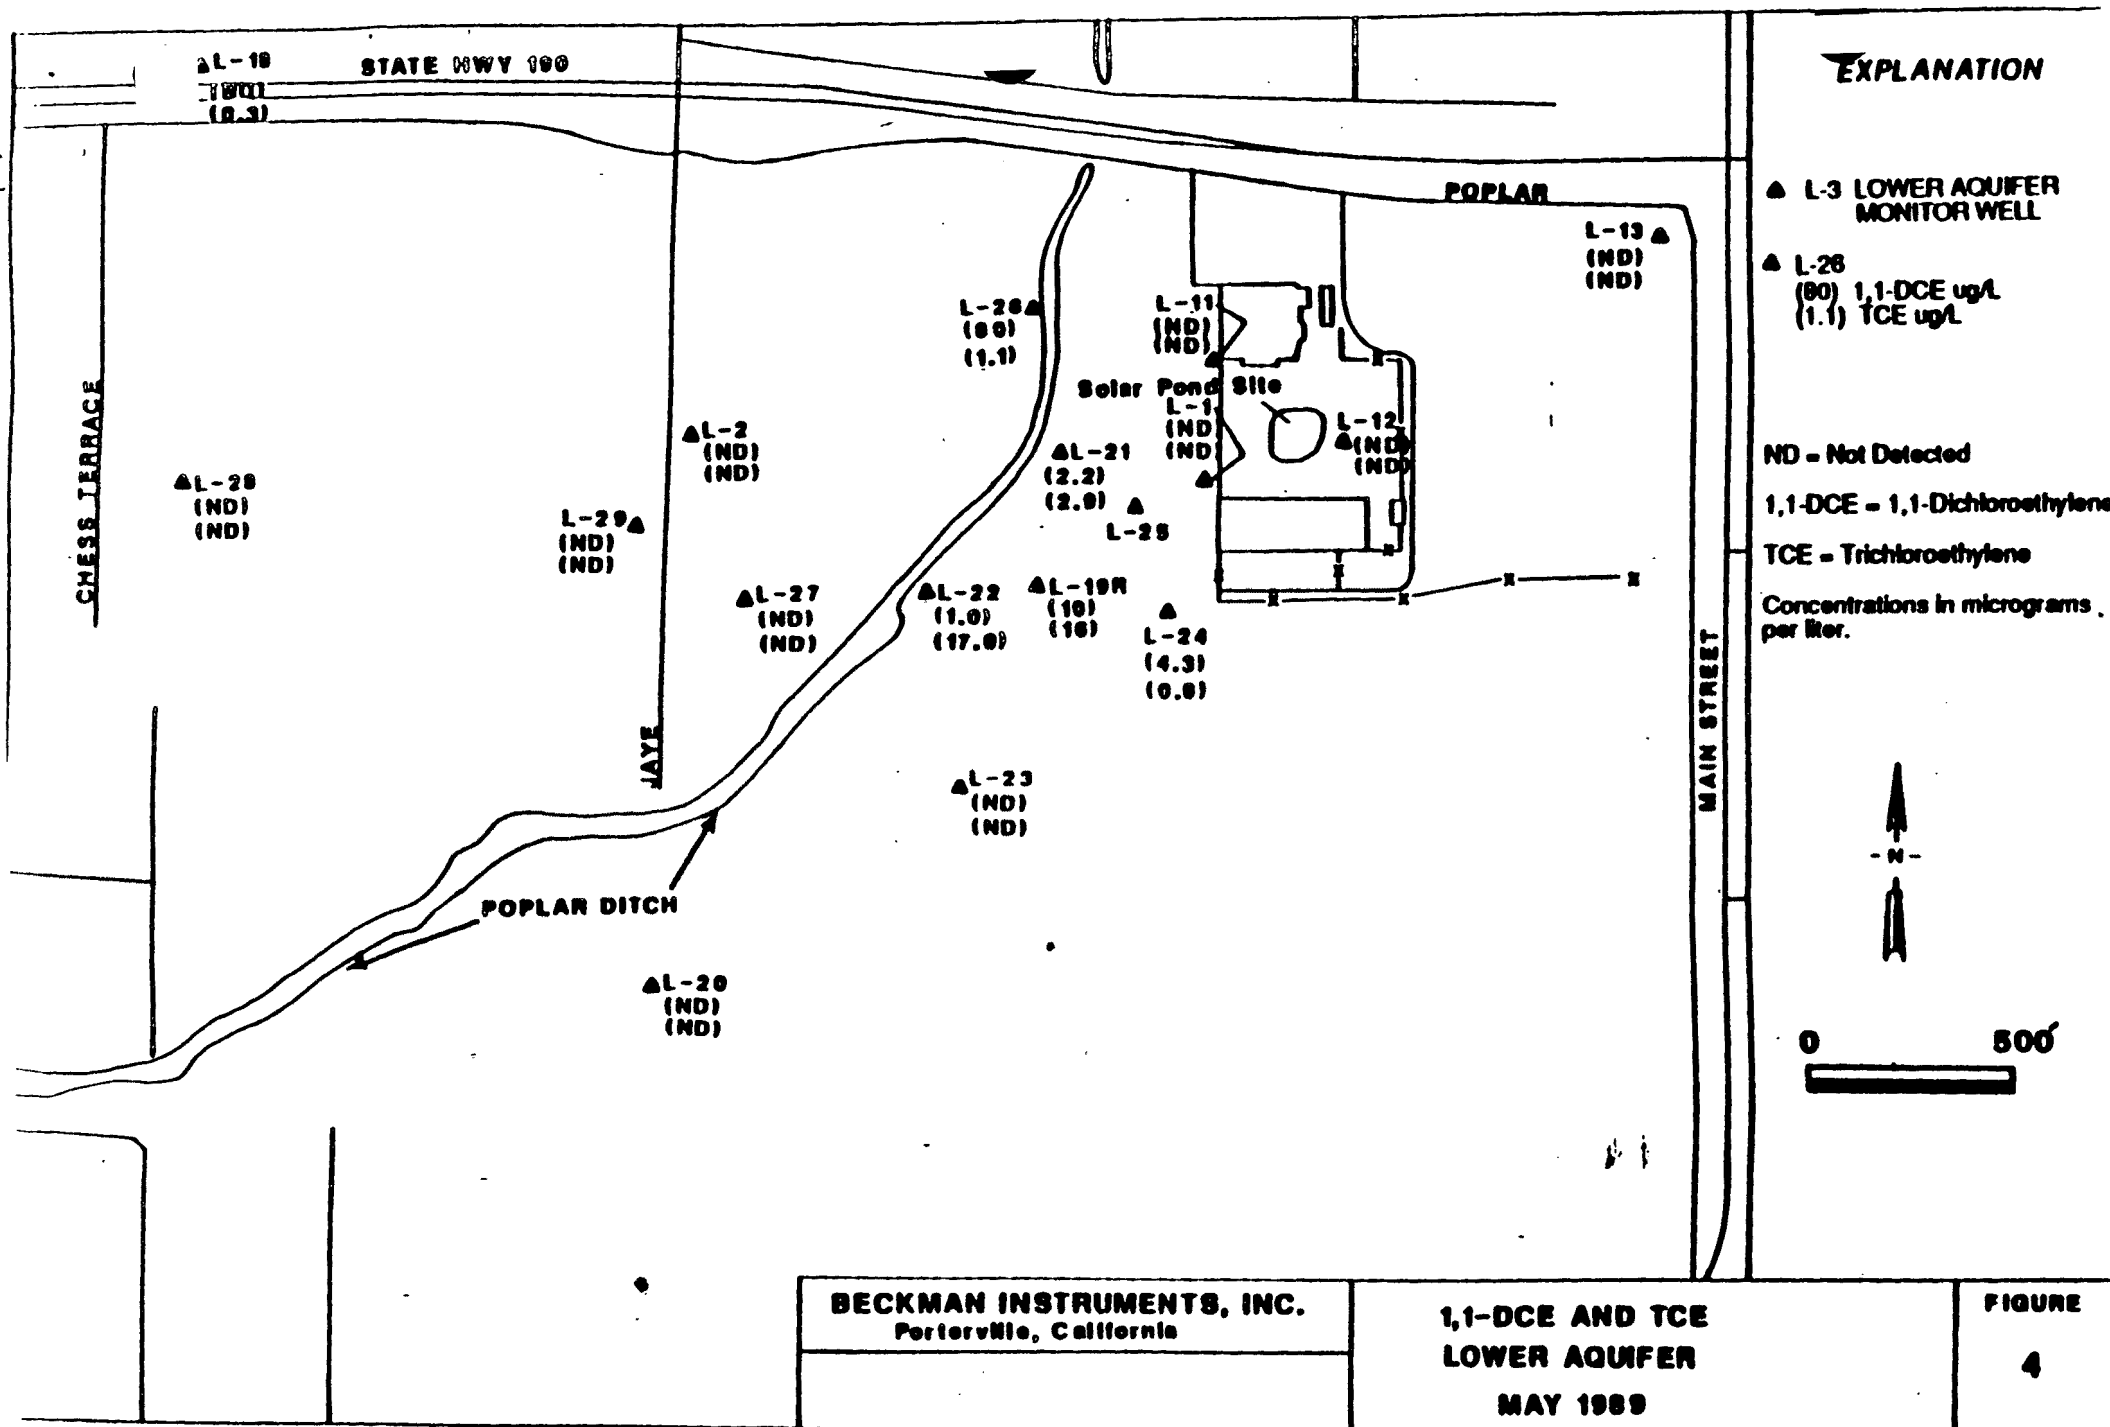 STATE HWY 190
(0.3)
EXPLANATION
POPLAR
L-3 LOWER AQUIFER
MONITOR WELL
L-26
1,1-DCE ug/L
(1.1) TCE ug/L
L-13
(ND)
(ND)
(1.1)
L-11
(ND)
(ND)
Solar Pond Site
L-1
(ND
(ND)
L-12
(ND)
(ND)
CHESS TERRACE
L-2
(ND)
(ND)
L-21
(2.2)
L-25
(ND)
(ND)
L-29
(ND)
(ND)
L-27
(ND)
(ND)
L-22
(1.0)
L-19R
L-24
(4.3)
ND = Not Detected
1,1-DCE = 1,1-Dichloroethylene
TCE = Trichloroethylene
Concentrations in micrograms
per liter.
MAIN STREET
JAYE
L-23
(ND)
(ND)
POPLAR DITCH
L-20
(ND)
(ND)
-N-
0 500'
BECKMAN INSTRUMENTS, INC.
Porterville, California
1,1-DCE AND TCE
LOWER AQUIFER
MAY 1989
FIGURE
4